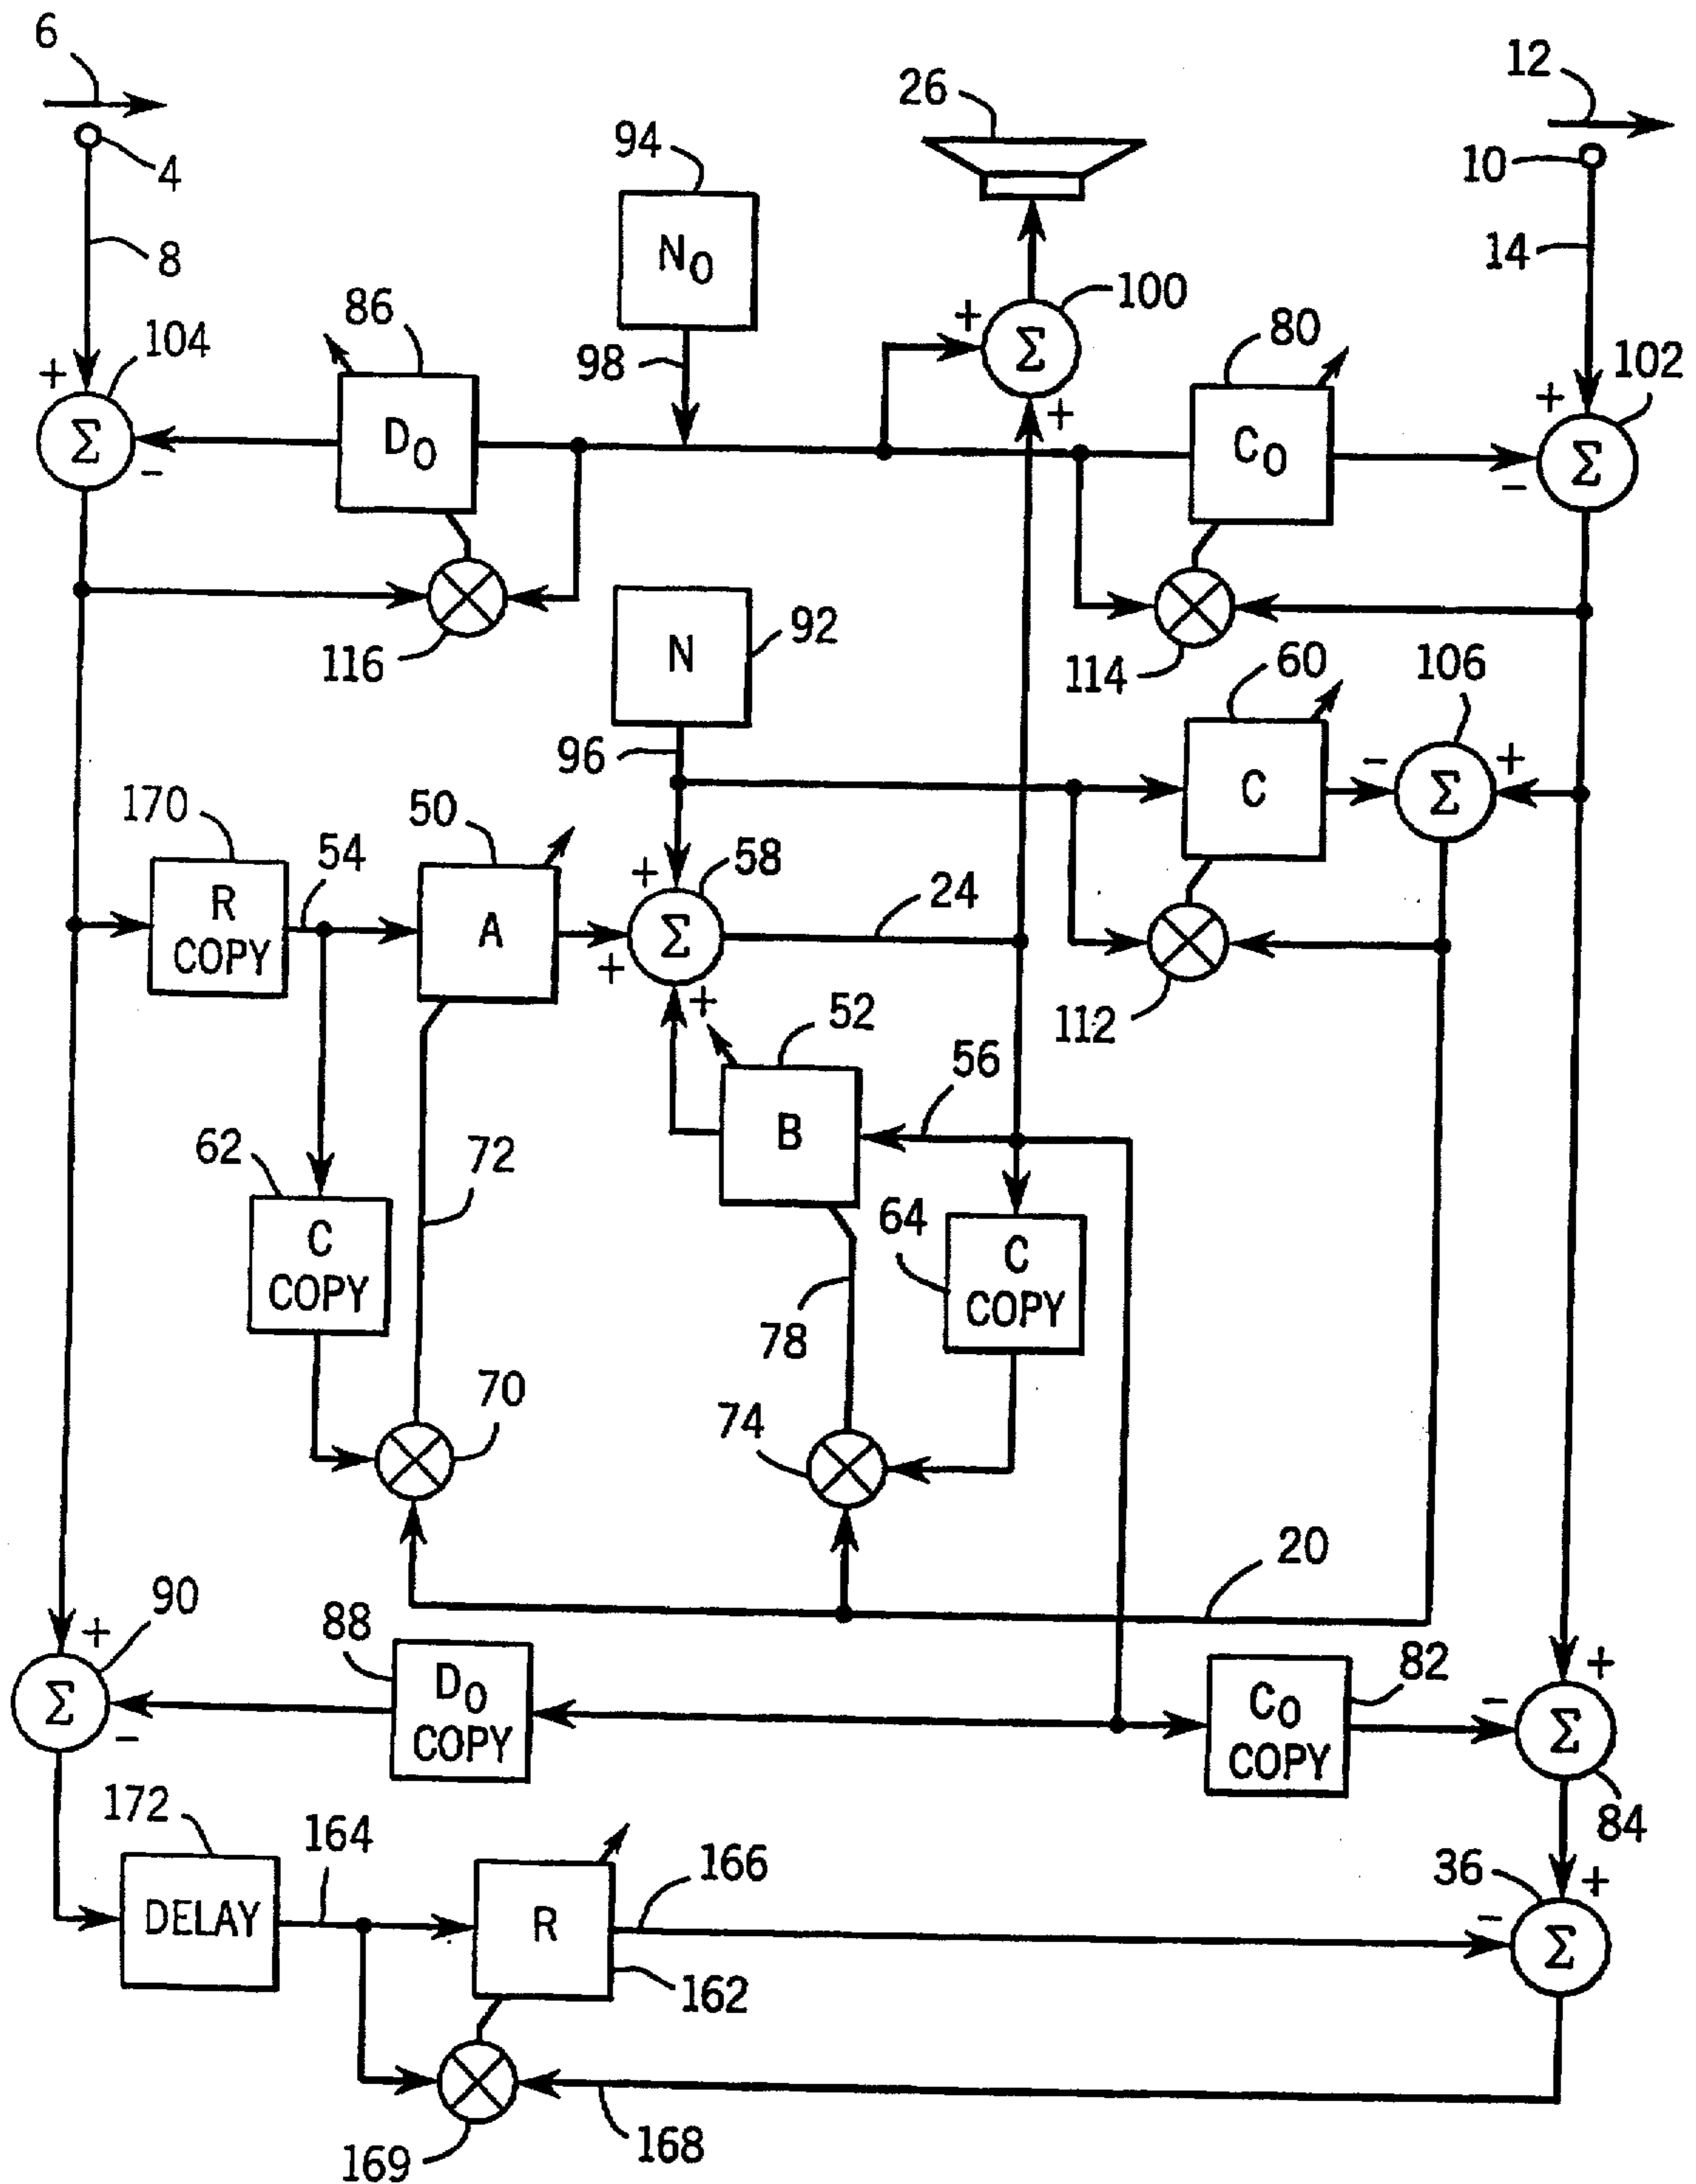 6
12
26
94
4
10
8
14
N0
86
100
80
104
98
+
102
+
+
+
Σ
Σ
D0
C0
Σ
Σ
-
-
N
92
116
114
60
106
96
C
-
+
Σ
170
50
54
58
+
24
R
COPY
A
Σ
+
+
112
52
56
62
72
B
64
C
COPY
C
COPY
78
70
74
20
90
+
88
D0
COPY
82
C0
COPY
+
-
Σ
-
Σ
84
172
164
166
36
+
DELAY
R
-
Σ
162
169
168